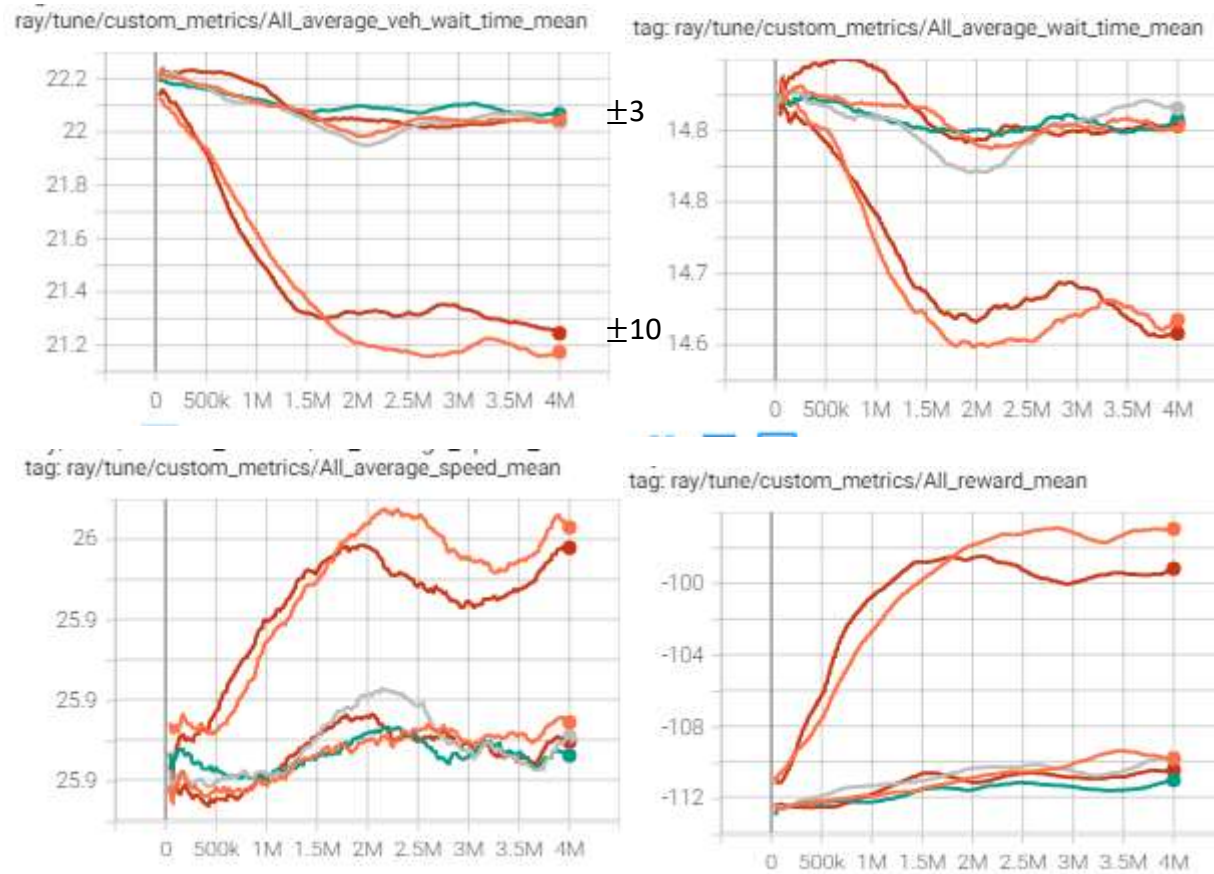 ray/tune/custom_metrics/All_average_veh_wait_time_mean
22.2
22
21.8
21.6
21.4
21.2
0 500k 1M 1.5M 2M 2.5M 3M 3.5M 4M
±3
±10
tag: ray/tune/custom_metrics/All_average_wait_time_mean
14.8
14.8
14.7
14.6
0 500k 1M 1.5M 2M 2.5M 3M 3.5M 4M
tag: ray/tune/custom_metrics/All_average_speed_mean
26
25.9
25.9
25.9
0 500k 1M 1.5M 2M 2.5M 3M 3.5M 4M
tag: ray/tune/custom_metrics/All_reward_mean
-100
-104
-108
-112
0 500k 1M 1.5M 2M 2.5M 3M 3.5M 4M